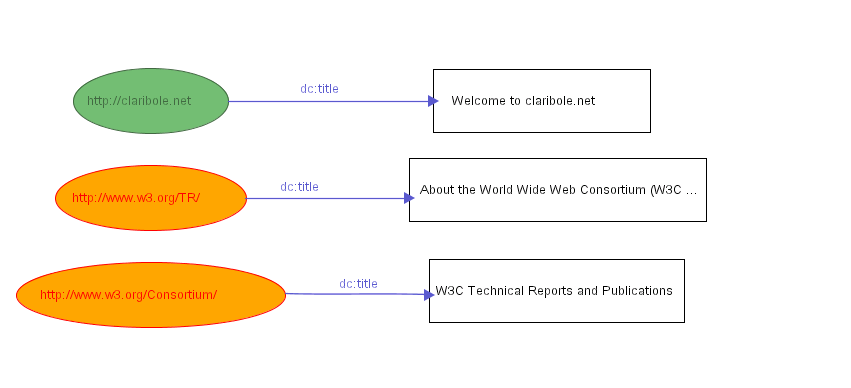 http://claribole.net dc:title Welcome to claribole.net
http://www.w3.org/TR/ dc:title About the World Wide Web Consortium (W3C ...
http://www.w3.org/Consortium/ dc:title W3C Technical Reports and Publications